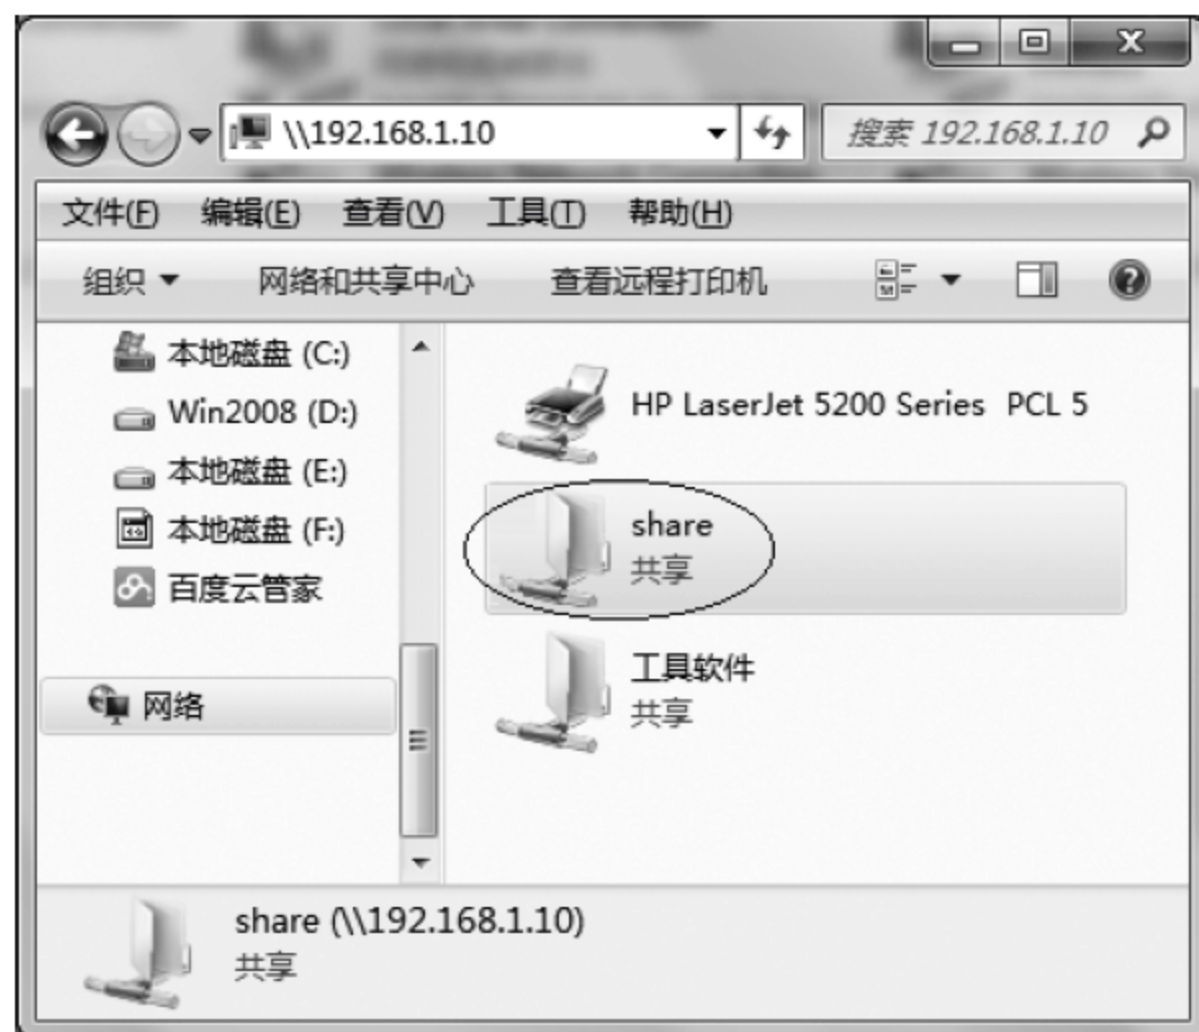 \\192.168.1.10
搜索 192.168.1.10
文件(F) 编辑(E) 查看(V) 工具(T) 帮助(H)
组织 网络和共享中心 查看远程打印机
本地磁盘 (C:)
Win2008 (D:)
本地磁盘 (E:)
本地磁盘 (F:)
百度云管家
网络
HP LaserJet 5200 Series PCL 5
share
共享
工具软件
共享
share (\\192.168.1.10)
共享